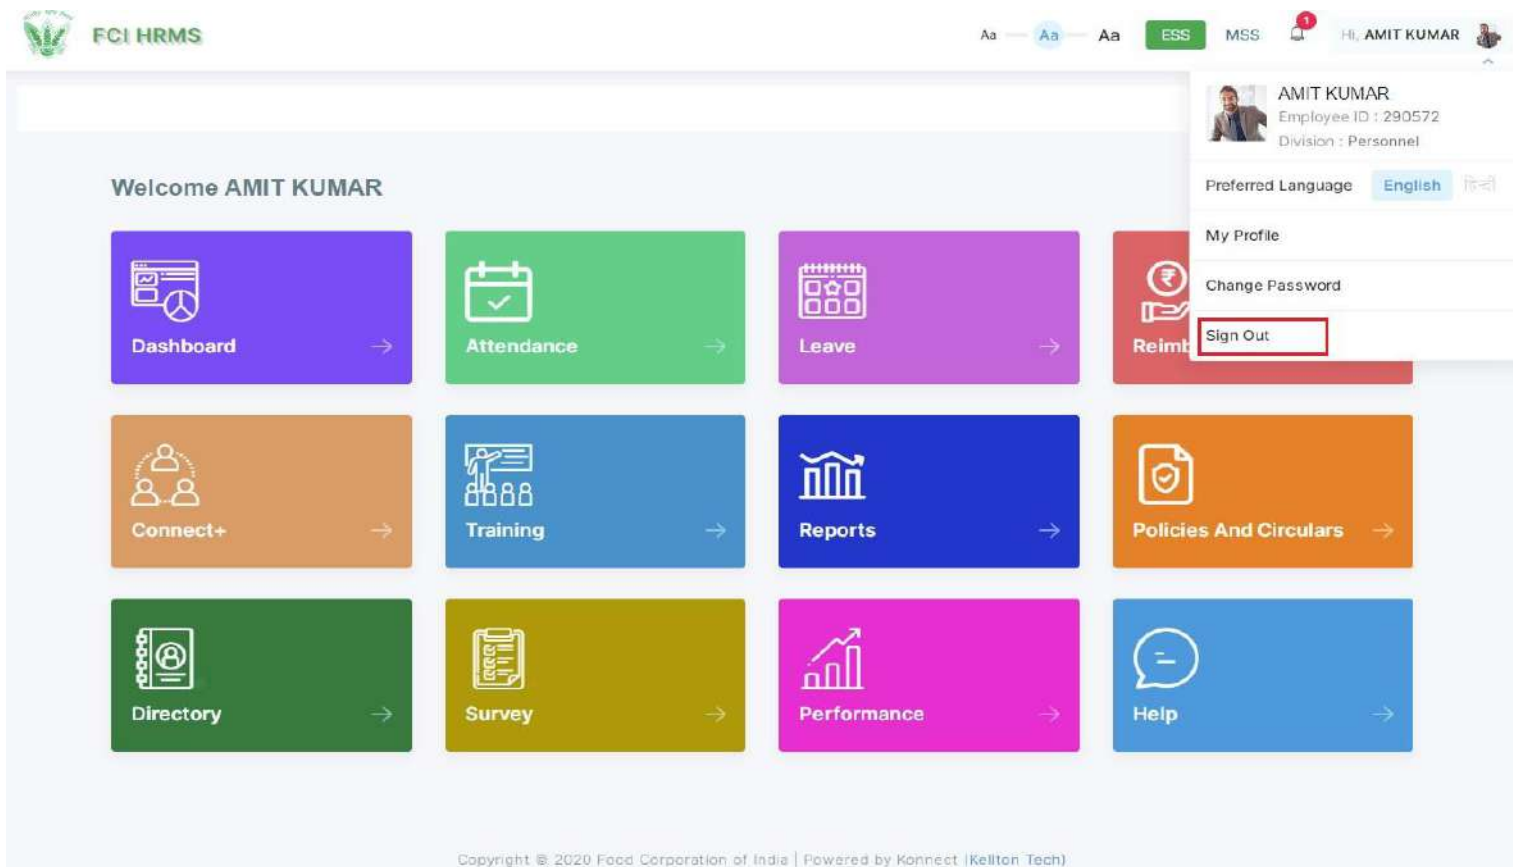 FCI HRMS
Aa Aa Aa ESS MSS 1 Hi, AMIT KUMAR
AMIT KUMAR
Employee ID : 290572
Division : Personnel
Preferred Language English हिन्दी
My Profile
Change Password
Sign Out
Welcome AMIT KUMAR
Dashboard
Attendance
Leave
Connect+
Training
Reports
Policies And Circulars
Directory
Survey
Performance
Help
Copyright © 2020 Food Corporation of India | Powered by Konnect (Kellton Tech)